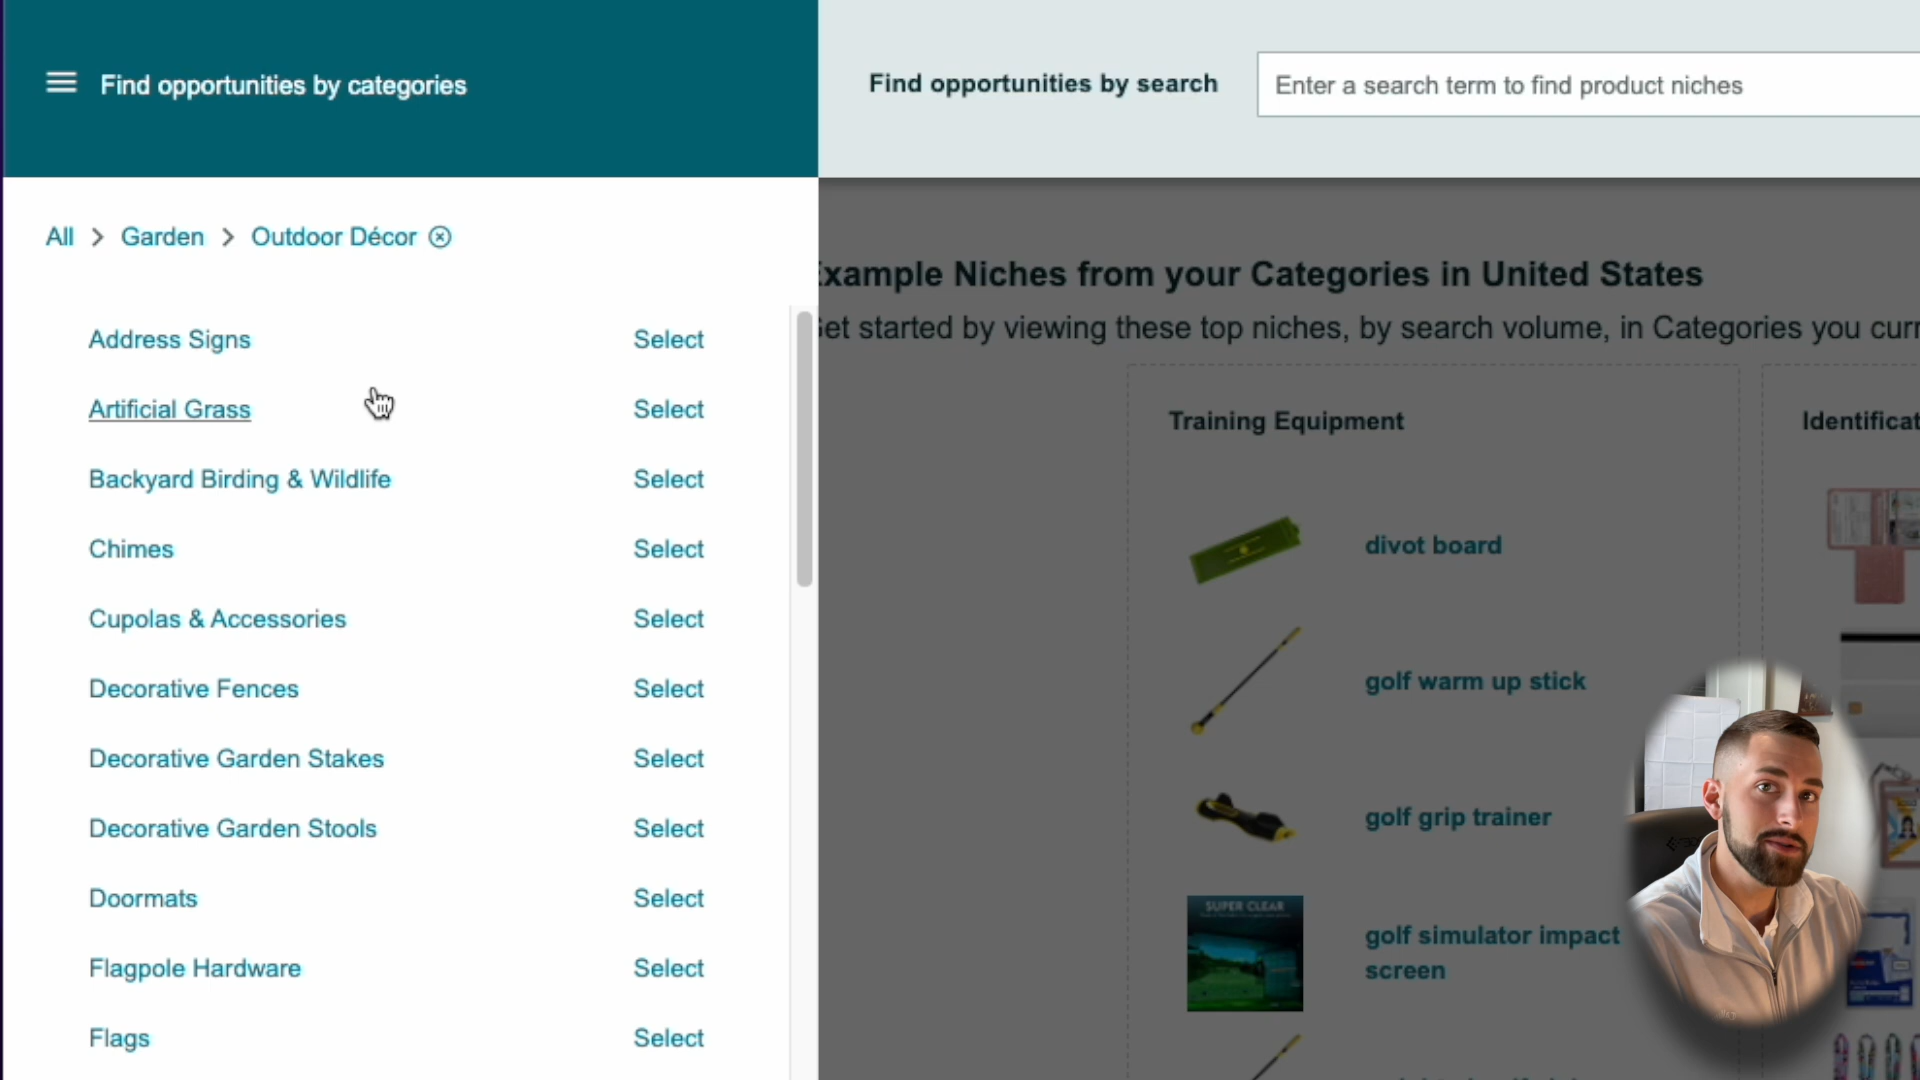 Find opportunities by categories
Find opportunities by search
Enter a search term to find product niches
All > Garden > Outdoor Décor
Address Signs Select
Artificial Grass Select
Backyard Birding & Wildlife Select
Chimes Select
Cupolas & Accessories Select
Decorative Fences Select
Decorative Garden Stakes Select
Decorative Garden Stools Select
Doormats Select
Flagpole Hardware Select
Flags Select
Example Niches from your Categories in United States
Get started by viewing these top niches, by search volume, in Categories you curr
Training Equipment
divot board
golf warm up stick
golf grip trainer
SUPER CLEAR
golf simulator impact
screen
Identificat